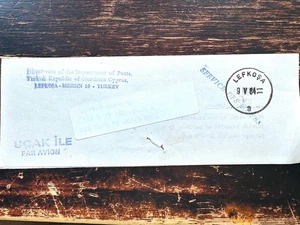 Directorate of the Department of Posts,
Turkish Republic of Northern Cyprus,
LEFKOŞA - MERSIN 10 - TURKEY
SERVICE
LEFKOŞA
9 V 84
a
UÇAK İLE
PAR AVION